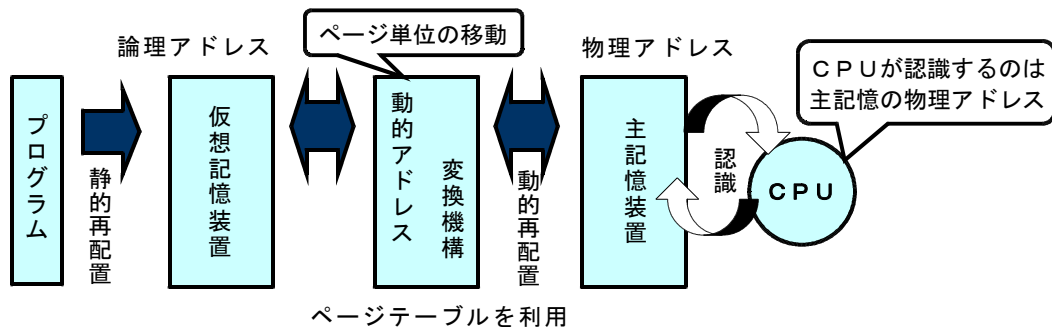 論理アドレス
ページ単位の移動
物理アドレス
CPUが認識するのは
主記憶の物理アドレス
プログラム
静的再配置
仮想記憶装置
動的アドレス
変換機構
動的再配置
主記憶装置
認識
CPU
ページテーブルを利用